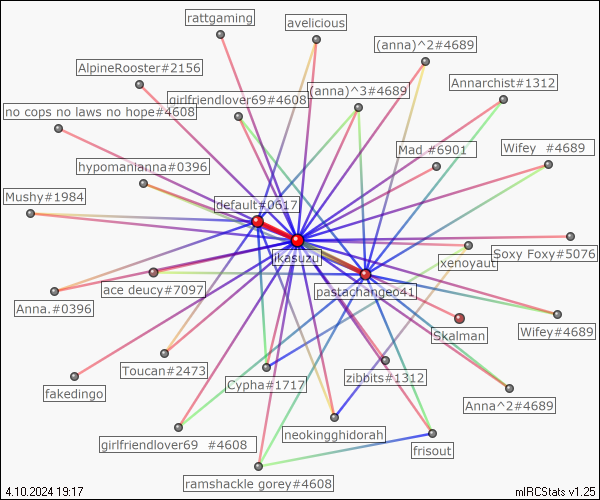 rattgaming
avelicious
(anna)^2#4689
AlpineRooster#2156
Annarchist#1312
(anna)^3#4689
girlfriendlover69#4608
no cops no laws no hope#4608
Wifey  #4689
Mad #6901
hypomanianna#0396
Mushy#1984
default#0617
Soxy Foxy#5076
jkasuzu
xenoyaut
ace deucy#7097
pastachangeo41
Anna.#0396
Wifey#4689
Skalman
Toucan#2473
zibbits#1312
Cypha#1717
fakedingo
Anna^2#4689
neokingghidorah
girlfriendlover69  #4608
frisout
ramshackle gorey#4608
4.10.2024 19:17
mIRCStats v1.25